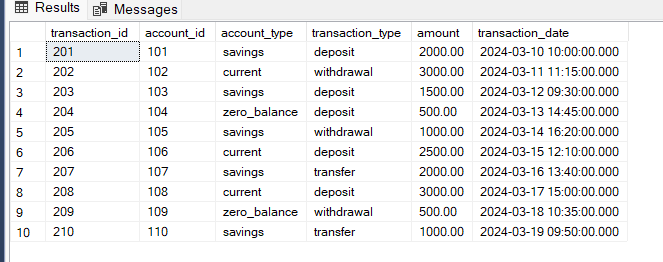 Results Messages
transaction_id account_id account_type transaction_type amount transaction_date
1 201 101 savings deposit 2000.00 2024-03-10 10:00:00.000
2 202 102 current withdrawal 3000.00 2024-03-11 11:15:00.000
3 203 103 savings deposit 1500.00 2024-03-12 09:30:00.000
4 204 104 zero_balance deposit 500.00 2024-03-13 14:45:00.000
5 205 105 savings withdrawal 1000.00 2024-03-14 16:20:00.000
6 206 106 current deposit 2500.00 2024-03-15 12:10:00.000
7 207 107 savings transfer 2000.00 2024-03-16 13:40:00.000
8 208 108 current deposit 3000.00 2024-03-17 15:00:00.000
9 209 109 zero_balance withdrawal 500.00 2024-03-18 10:35:00.000
10 210 110 savings transfer 1000.00 2024-03-19 09:50:00.000